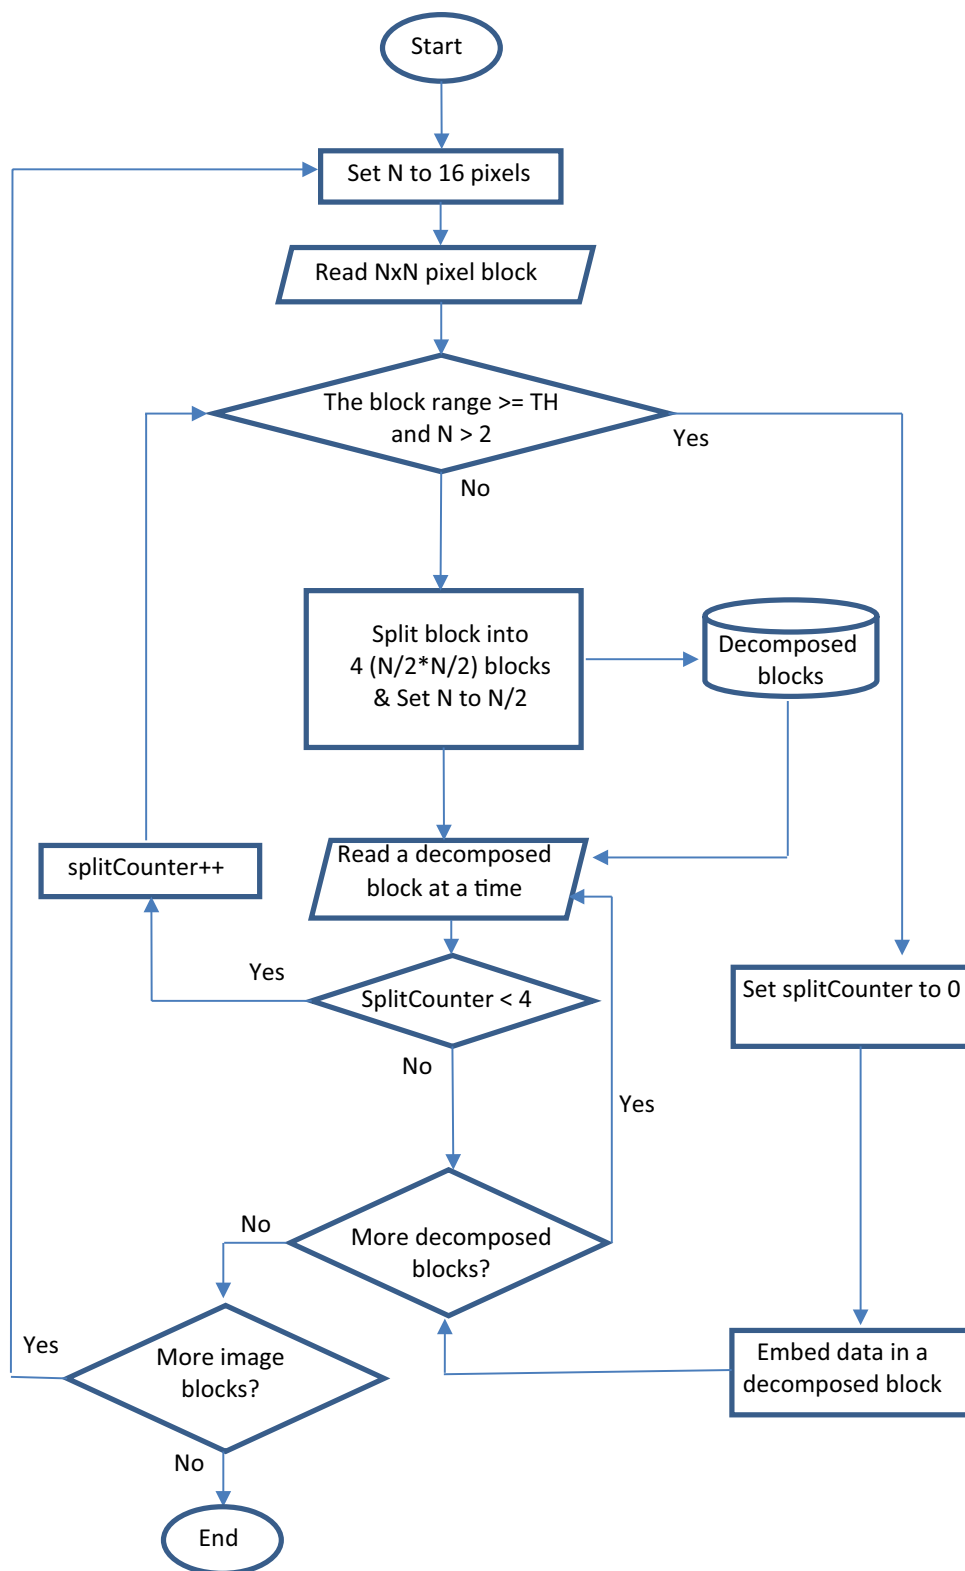 Start
Set N to 16 pixels
Read NxN pixel block
The block range >= TH
and N > 2
Yes
No
Split block into
4 (N/2*N/2) blocks
& Set N to N/2
Decomposed
blocks
splitCounter++
Read a decomposed
block at a time
Yes
SplitCounter < 4
Set splitCounter to 0
No
Yes
No
More decomposed
blocks?
Yes
More image
blocks?
Embed data in a
decomposed block
No
End